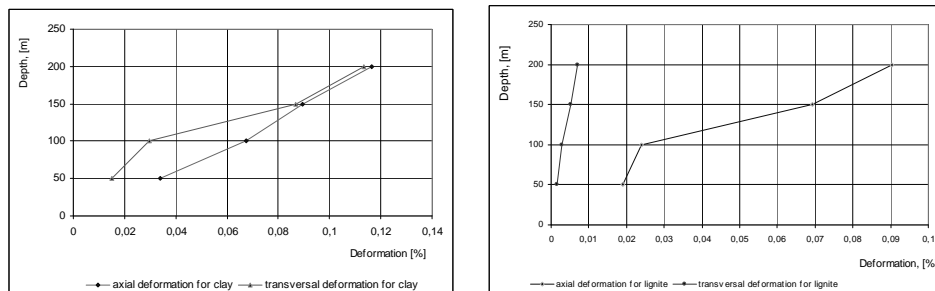 250
200
150
100
50
0
Depth, [m]
0 0,02 0,04 0,06 0,08 0,1 0,12 0,14
Deformation [%]
axial deformation for clay transversal deformation for clay
250
200
150
100
50
0
Depth, [m]
0 0,01 0,02 0,03 0,04 0,05 0,06 0,07 0,08 0,09 0,1
Deformation, [%
axial deformation for lignite transversal deformation for lignite